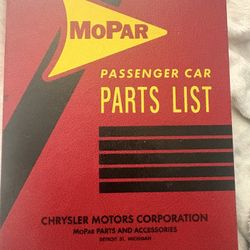 MOPAR
PASSENGER CAR
PARTS LIST
CHRYSLER MOTORS CORPORATION
MOPAR PARTS AND ACCESSORIES
DETROIT 31, MICHIGAN